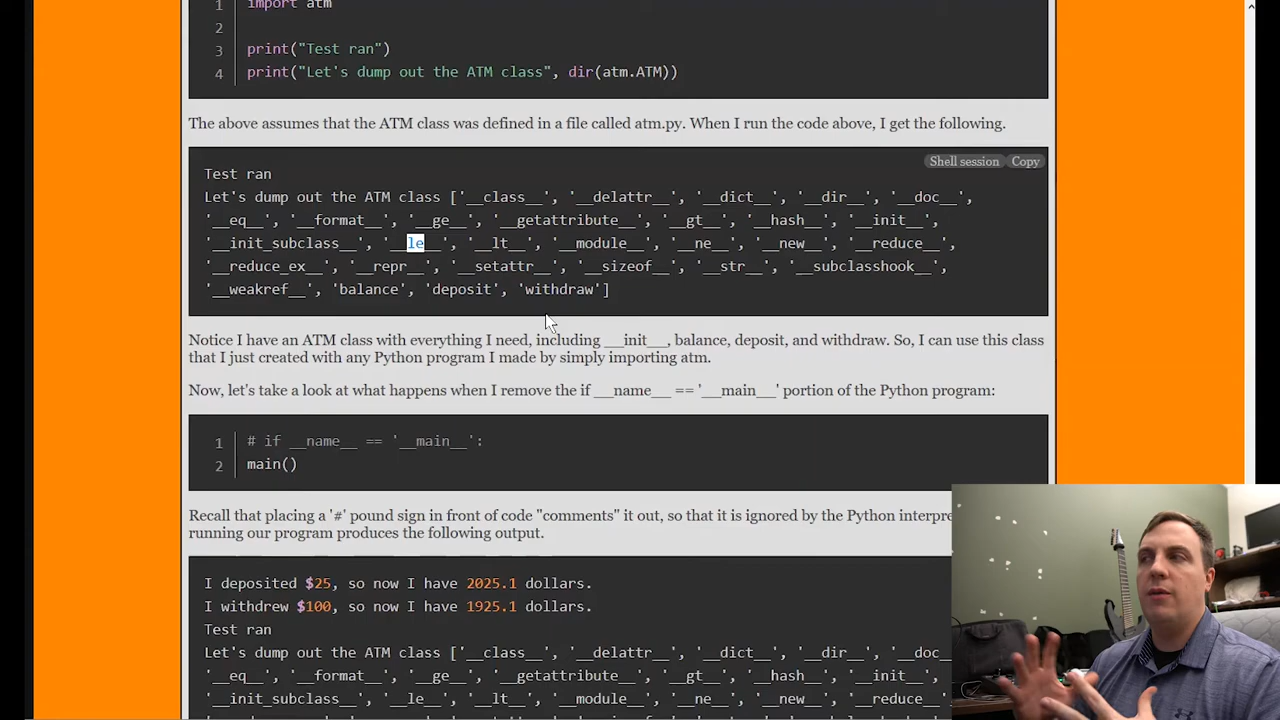 1 import atm
2
3 print("Test ran")
4 print("Let's dump out the ATM class", dir(atm.ATM))
The above assumes that the ATM class was defined in a file called atm.py. When I run the code above, I get the following.
Shell session Copy
Test ran
Let's dump out the ATM class ['__class__', '__delattr__', '__dict__', '__dir__', '__doc__',
'__eq__', '__format__', '__ge__', '__getattribute__', '__gt__', '__hash__', '__init__',
'__init_subclass__', '__le__', '__lt__', '__module__', '__ne__', '__new__', '__reduce__',
'__reduce_ex__', '__repr__', '__setattr__', '__sizeof__', '__str__', '__subclasshook__',
'__weakref__', 'balance', 'deposit', 'withdraw']
Notice I have an ATM class with everything I need, including __init__, balance, deposit, and withdraw. So, I can use this class
that I just created with any Python program I made by simply importing atm.
Now, let's take a look at what happens when I remove the if __name__ == '__main__' portion of the Python program:
1 # if __name__ == '__main__':
2 main()
Recall that placing a '#' pound sign in front of code "comments" it out, so that it is ignored by the Python interpre
running our program produces the following output.
I deposited $25, so now I have 2025.1 dollars.
I withdrew $100, so now I have 1925.1 dollars.
Test ran
Let's dump out the ATM class ['__class__', '__delattr__', '__dict__', '__dir__', '__doc_
'__eq__', '__format__', '__ge__', '__getattribute__', '__gt__', '__hash__', '__init__
'__init_subclass__', '__le__', '__lt__', '__module__', '__ne__', '__new__', '__reduce_